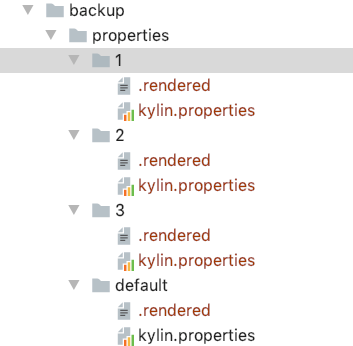 backup
properties
1
.rendered
kylin.properties
2
.rendered
kylin.properties
3
.rendered
kylin.properties
default
.rendered
kylin.properties